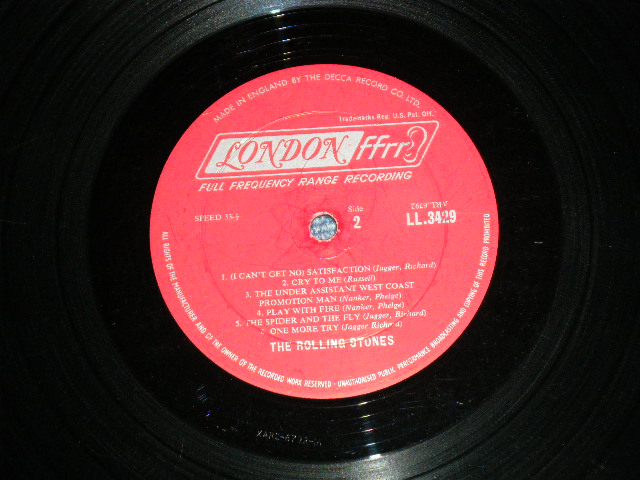 MADE IN ENGLAND BY THE DECCA RECORD CO. LTD.
Trademarks Reg. U.S. Pat. Off.
LONDON ffrr
FULL FREQUENCY RANGE RECORDING
SPEED 33⅓
Side
2
ARL.6792
LL.3429
1. (I CAN'T GET NO) SATISFACTION (Jagger, Richard)
2. CRY TO ME (Russell)
3. THE UNDER ASSISTANT WEST COAST
PROMOTION MAN (Nanker, Phelge)
4. PLAY WITH FIRE (Nanker, Phelge)
5. THE SPIDER AND THE FLY (Jagger, Richard)
6. ONE MORE TRY (Jagger Richard)
THE ROLLING STONES
ALL RIGHTS OF THE MANUFACTURER AND OF THE OWNER OF THE RECORDED WORK RESERVED · UNAUTHORISED PUBLIC PERFORMANCE BROADCASTING AND COPYING OF THIS RECORD PROHIBITED